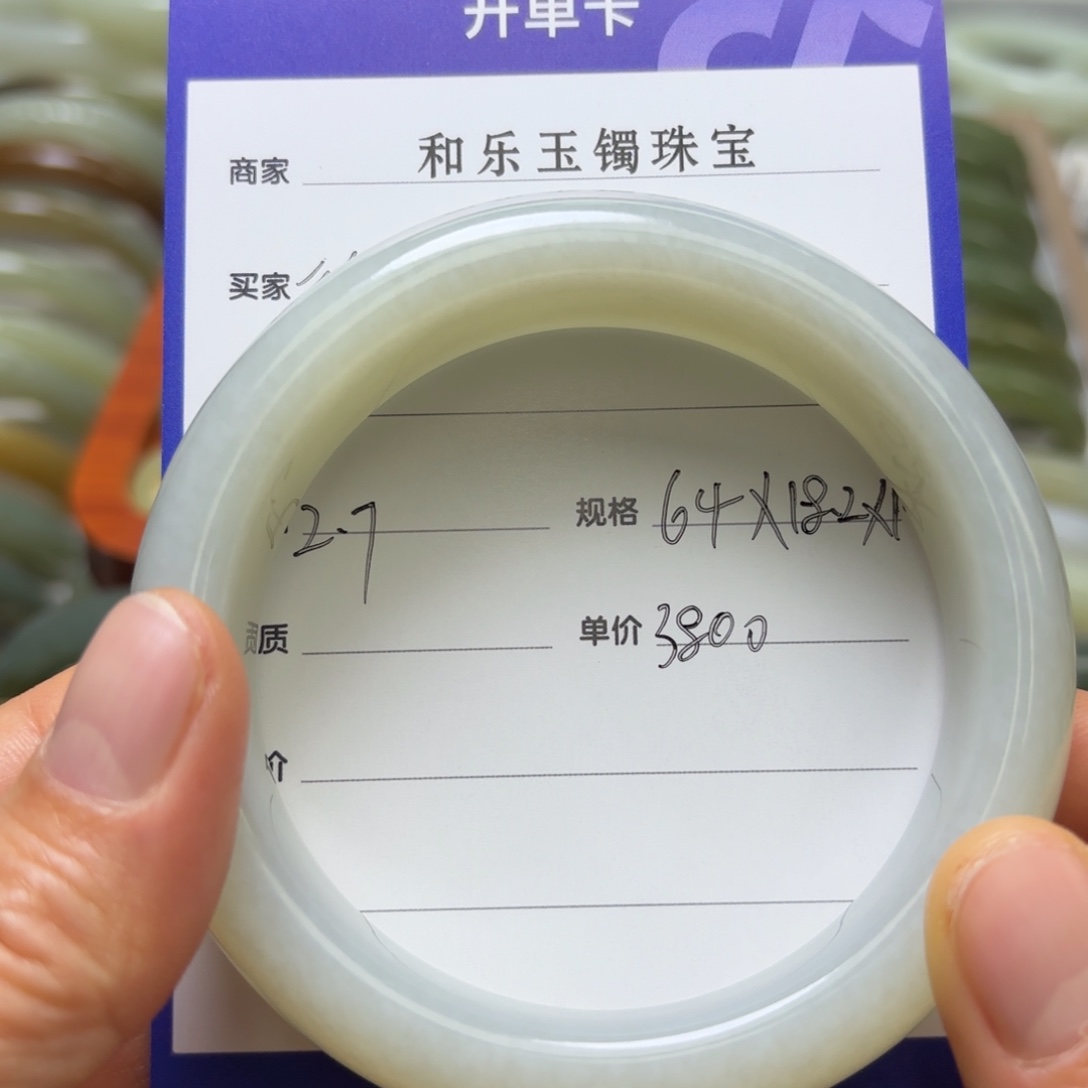 开单卡
商家 和乐玉镯珠宝
买家
2.7 规格 64X18.2X1
质 单价 3800
价